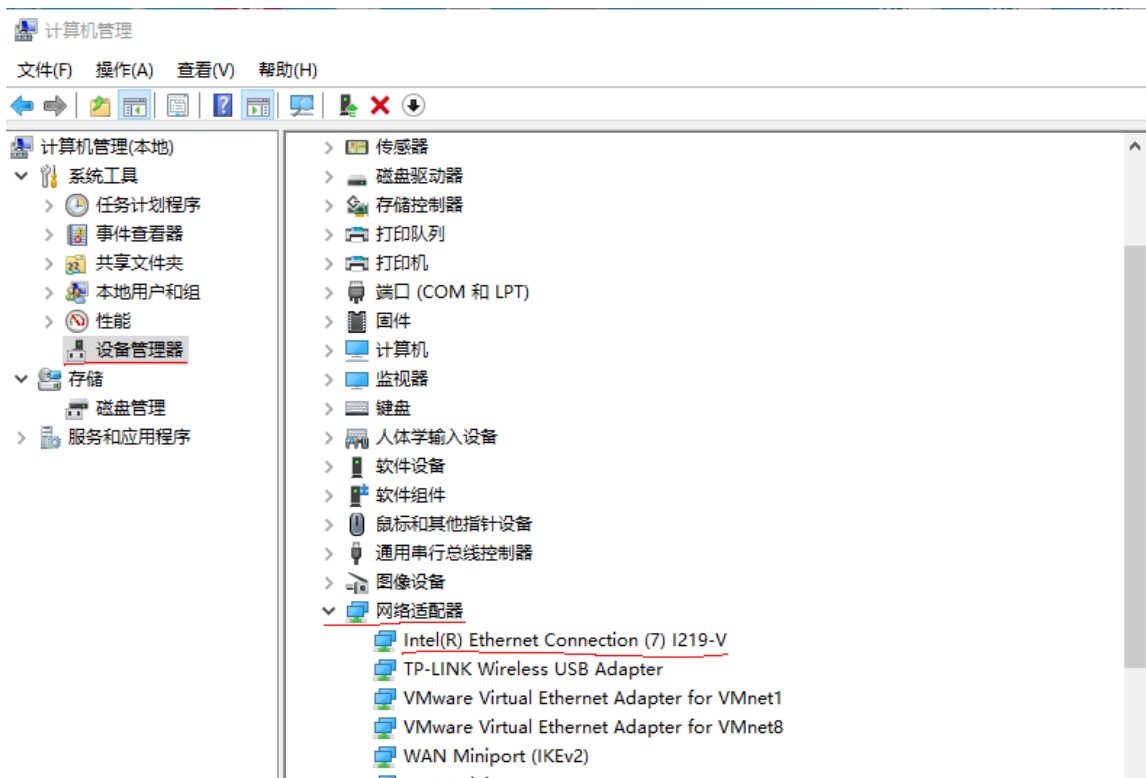 计算机管理
文件(F) 操作(A) 查看(V) 帮助(H)
计算机管理(本地)
系统工具
任务计划程序
事件查看器
共享文件夹
本地用户和组
性能
设备管理器
存储
磁盘管理
服务和应用程序
传感器
磁盘驱动器
存储控制器
打印队列
打印机
端口 (COM 和 LPT)
固件
计算机
监视器
键盘
人体学输入设备
软件设备
软件组件
鼠标和其他指针设备
通用串行总线控制器
图像设备
网络适配器
Intel(R) Ethernet Connection (7) I219-V
TP-LINK Wireless USB Adapter
VMware Virtual Ethernet Adapter for VMnet1
VMware Virtual Ethernet Adapter for VMnet8
WAN Miniport (IKEv2)